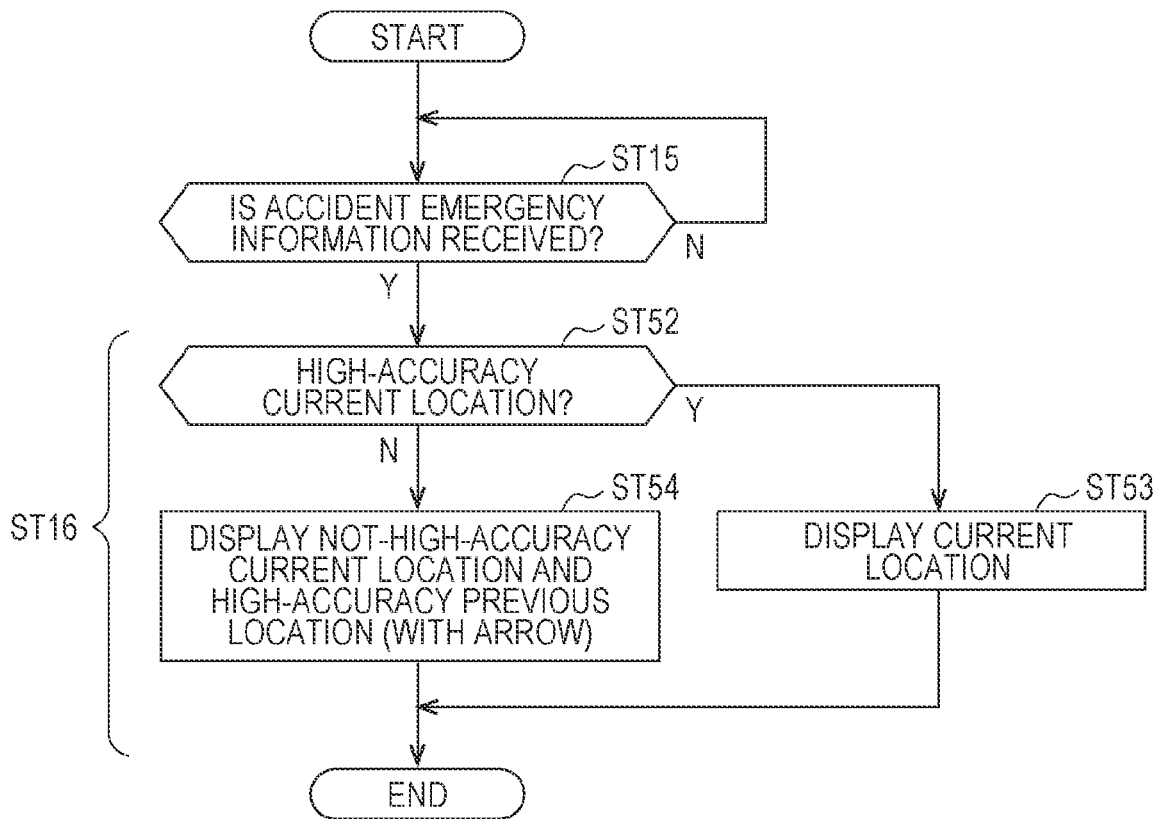 START
ST15
IS ACCIDENT EMERGENCY
INFORMATION RECEIVED?
N
Y
ST52
HIGH-ACCURACY
CURRENT LOCATION?
Y
N
ST16
ST54
DISPLAY NOT-HIGH-ACCURACY
CURRENT LOCATION AND
HIGH-ACCURACY PREVIOUS
LOCATION (WITH ARROW)
ST53
DISPLAY CURRENT
LOCATION
END